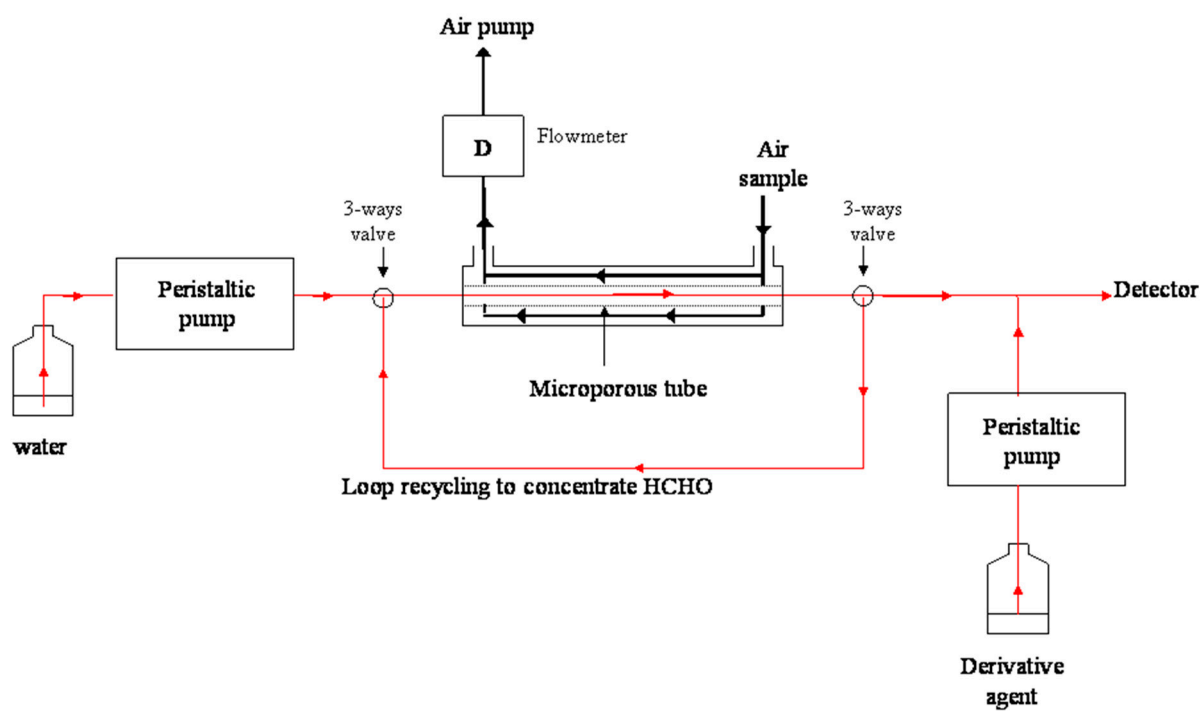 Air pump
D
Flowmeter
Air
sample
3-ways
valve
3-ways
valve
Peristaltic
pump
Detector
Microporous tube
water
Peristaltic
pump
Loop recycling to concentrate HCHO
Derivative
agent